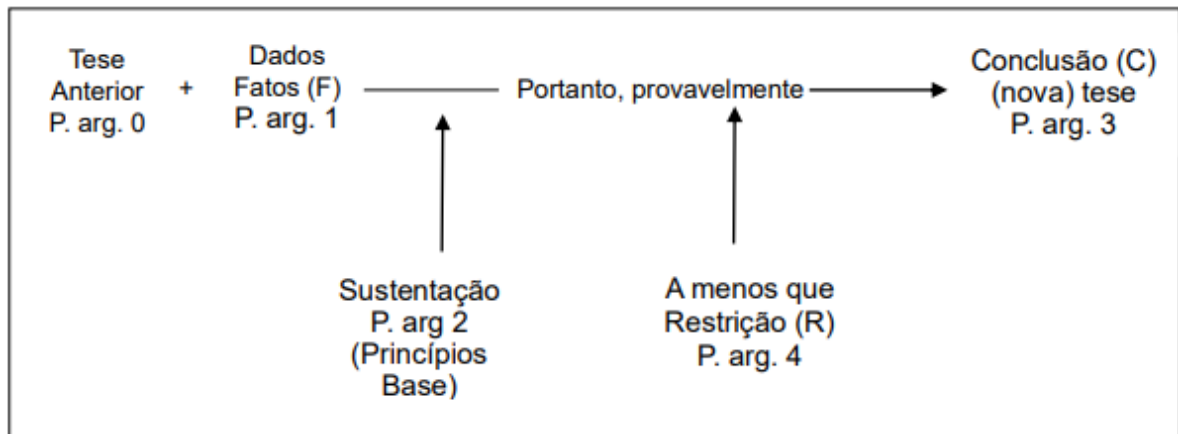 Tese
Anterior
P. arg. 0
+
Dados
Fatos (F)
P. arg. 1
Portanto, provavelmente
Conclusão (C)
(nova) tese
P. arg. 3
Sustentação
P. arg 2
(Princípios
Base)
A menos que
Restrição (R)
P. arg. 4